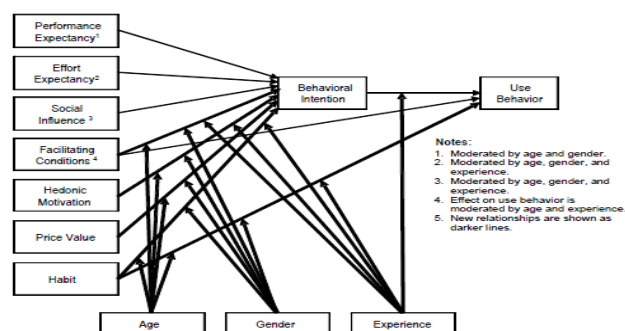 Performance
Expectancy¹
Effort
Expectancy²
Social
Influence ³
Facilitating
Conditions ⁴
Hedonic
Motivation
Price Value
Habit
Behavioral
Intention
Use
Behavior
Notes:
1. Moderated by age and gender.
2. Moderated by age, gender, and
experience.
3. Moderated by age, gender, and
experience.
4. Effect on use behavior is
moderated by age and experience.
5. New relationships are shown as
darker lines.
Age
Gender
Experience